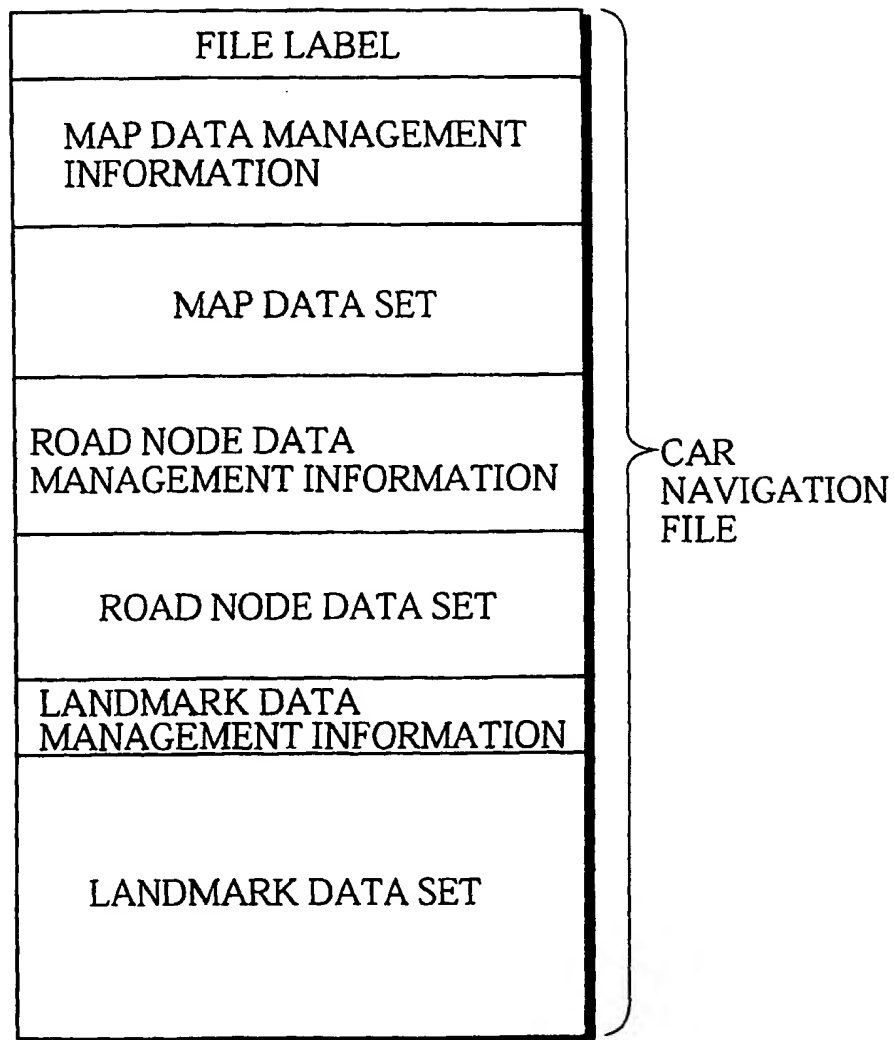 FILE LABEL
MAP DATA MANAGEMENT
INFORMATION
MAP DATA SET
ROAD NODE DATA
MANAGEMENT INFORMATION
ROAD NODE DATA SET
LANDMARK DATA
MANAGEMENT INFORMATION
LANDMARK DATA SET
CAR
NAVIGATION
FILE